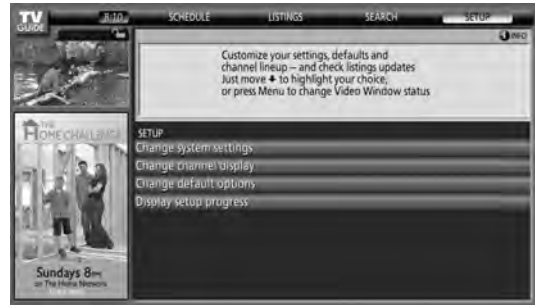 TV
GUIDE
8:10
SCHEDULE LISTINGS SEARCH SETUP
INFO
Customize your settings, defaults and
channel lineup – and check listings updates
Just move to highlight your choice,
or press Menu to change Video Window status
THE
HOME CHALLENGE
Sundays 8PM
on The Home Network
SETUP
Change system settings
Change channel display
Change default options
Display setup progress